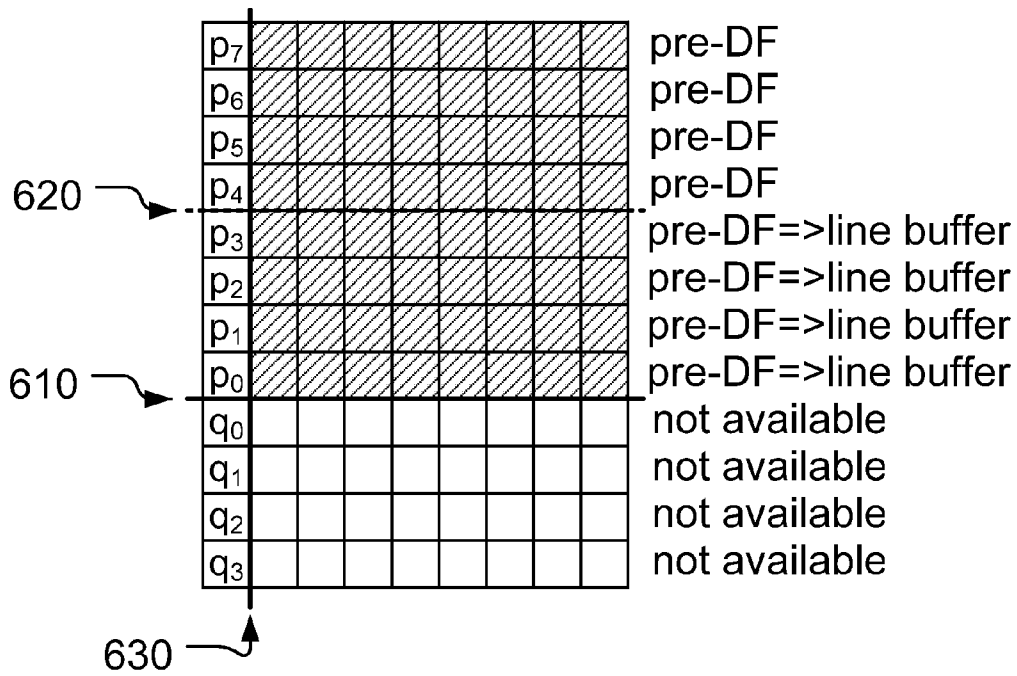 p₇ pre-DF
p₆ pre-DF
p₅ pre-DF
p₄ pre-DF
620
p₃ pre-DF=>line buffer
p₂ pre-DF=>line buffer
p₁ pre-DF=>line buffer
p₀ pre-DF=>line buffer
610
q₀ not available
q₁ not available
q₂ not available
q₃ not available
630